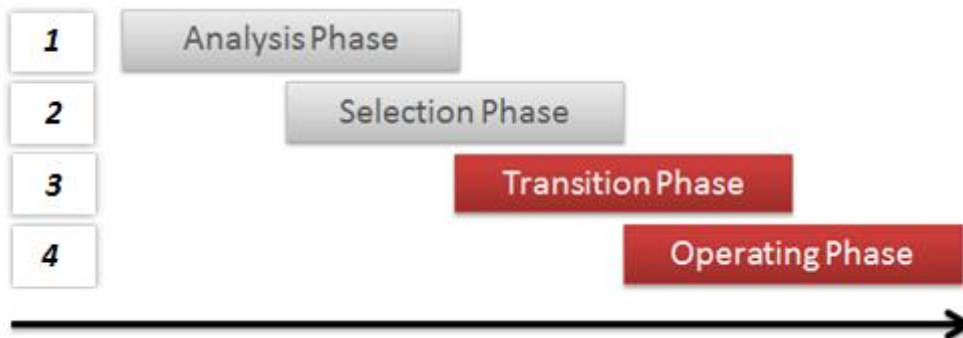 1 Analysis Phase
2 Selection Phase
3 Transition Phase
4 Operating Phase